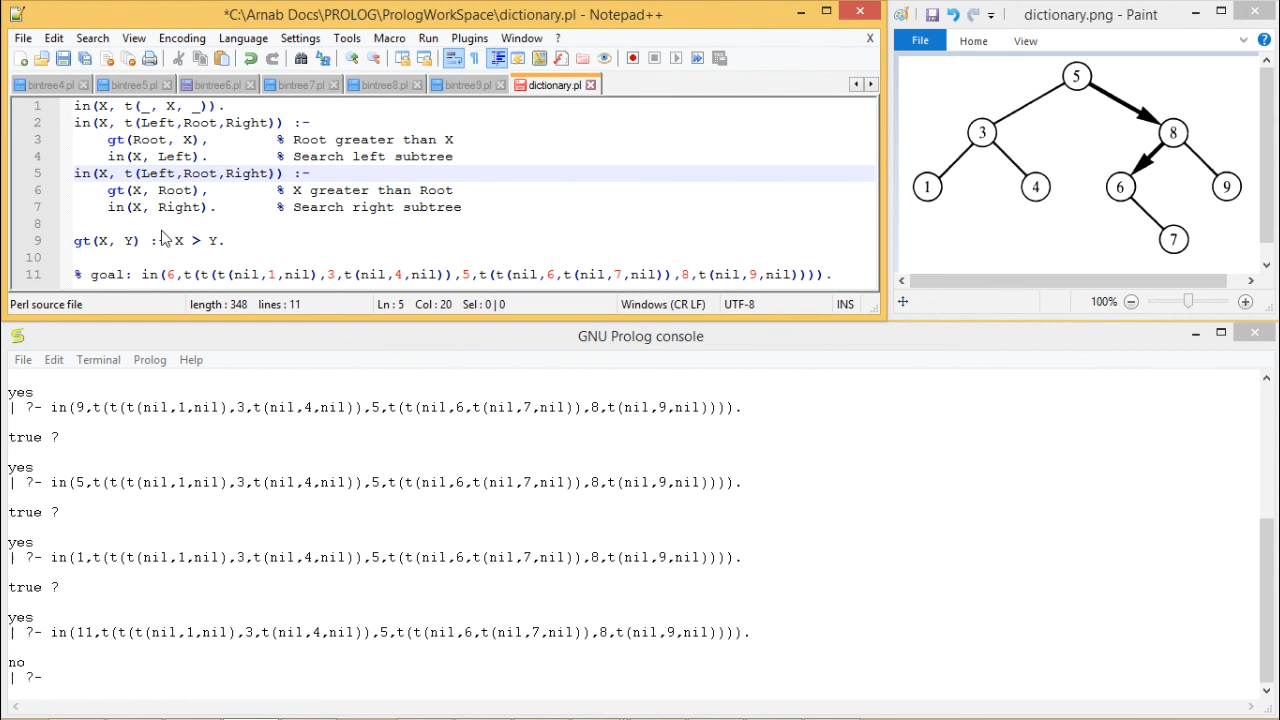 *C:\Arnab Docs\PROLOG\PrologWorkSpace\dictionary.pl - Notepad++
File Edit Search View Encoding Language Settings Tools Macro Run Plugins Window ? X
bintree4.pl bintree5.pl bintree6.pl bintree7.pl bintree8.pl bintree9.pl dictionary.pl
1 in(X, t(_, X,_)).
2 in(X, t(Left,Root,Right)) :-
3 gt(Root, X), % Root greater than X
4 in(X, Left). % Search left subtree
5 in(X, t(Left,Root,Right)) :-
6 gt(X, Root), % X greater than Root
7 in(X, Right). % Search right subtree
8
9 gt(X, Y) : X > Y.
10
11 % goal: in(6,t(t(t(nil,1,nil),3,t(nil,4,nil)),5,t(t(nil,6,t(nil,7,nil)),8,t(nil,9,nil)))).
Perl source file length : 348 lines : 11 Ln : 5 Col : 20 Sel : 0 | 0 Windows (CR LF) UTF-8 INS
dictionary.png - Paint
File Home View
5
3 8
1 4 6 9
7
100%
GNU Prolog console
File Edit Terminal Prolog Help
yes
| ?- in(9,t(t(t(nil,1,nil),3,t(nil,4,nil)),5,t(t(nil,6,t(nil,7,nil)),8,t(nil,9,nil)))).
true ?
yes
| ?- in(5,t(t(t(nil,1,nil),3,t(nil,4,nil)),5,t(t(nil,6,t(nil,7,nil)),8,t(nil,9,nil)))).
true ?
yes
| ?- in(1,t(t(t(nil,1,nil),3,t(nil,4,nil)),5,t(t(nil,6,t(nil,7,nil)),8,t(nil,9,nil)))).
true ?
yes
| ?- in(11,t(t(t(nil,1,nil),3,t(nil,4,nil)),5,t(t(nil,6,t(nil,7,nil)),8,t(nil,9,nil)))).
no
| ?-